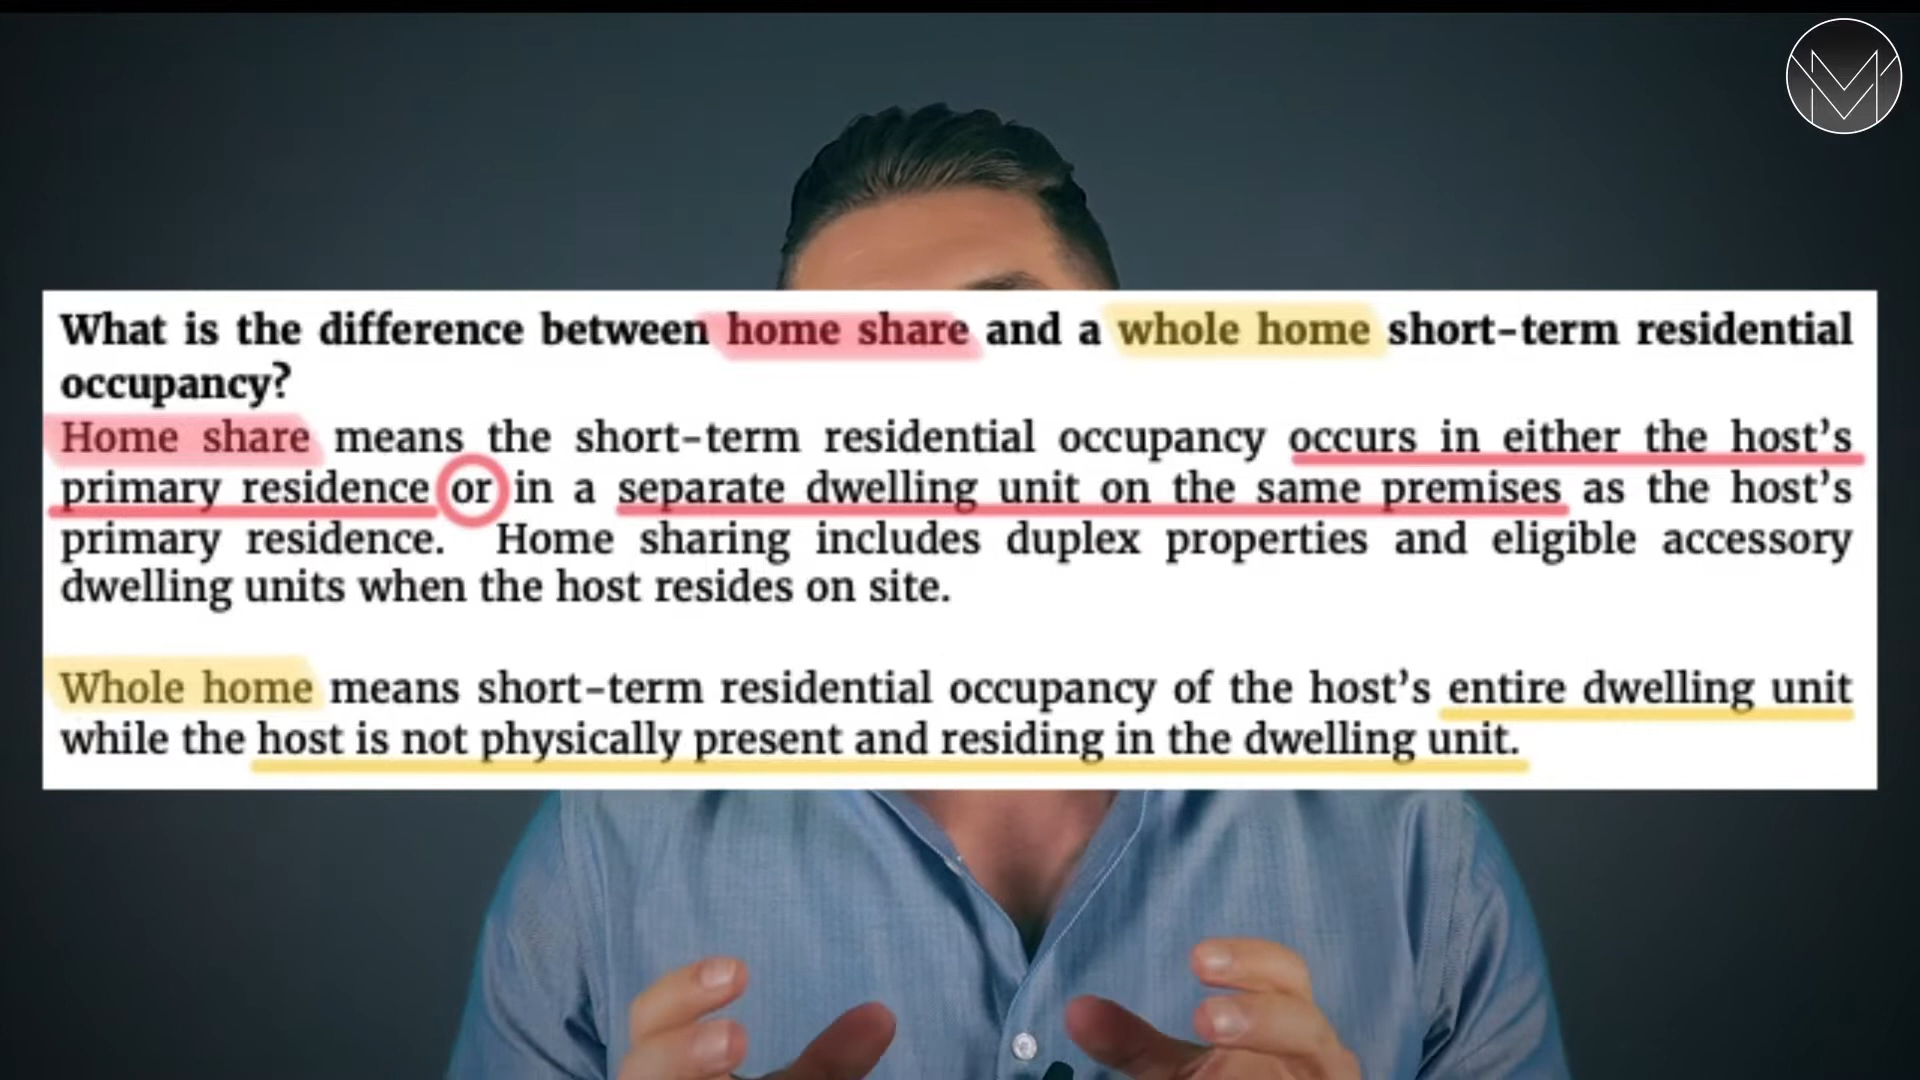 What is the difference between home share and a whole home short-term residential
occupancy?
Home share means the short-term residential occupancy occurs in either the host's
primary residence or in a separate dwelling unit on the same premises as the host's
primary residence. Home sharing includes duplex properties and eligible accessory
dwelling units when the host resides on site.
Whole home means short-term residential occupancy of the host's entire dwelling unit
while the host is not physically present and residing in the dwelling unit.